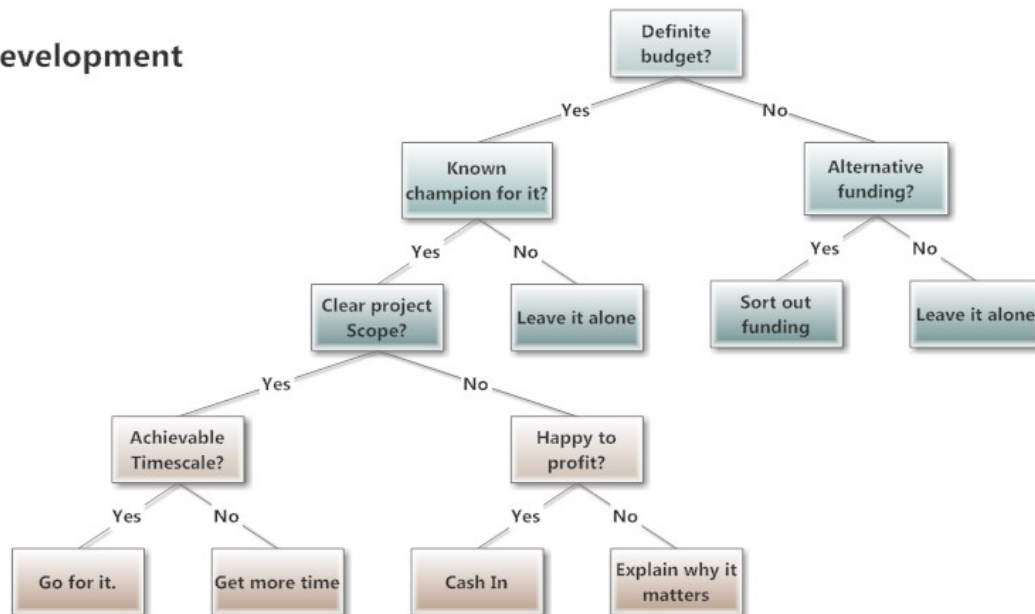 evelopment
Definite
budget?
Yes
No
Known
champion for it?
Alternative
funding?
Yes
No
Yes
No
Clear project
Scope?
Leave it alone
Sort out
funding
Leave it alone
Yes
No
Achievable
Timescale?
Happy to
profit?
Yes
No
Yes
No
Go for it.
Get more time
Cash In
Explain why it
matters